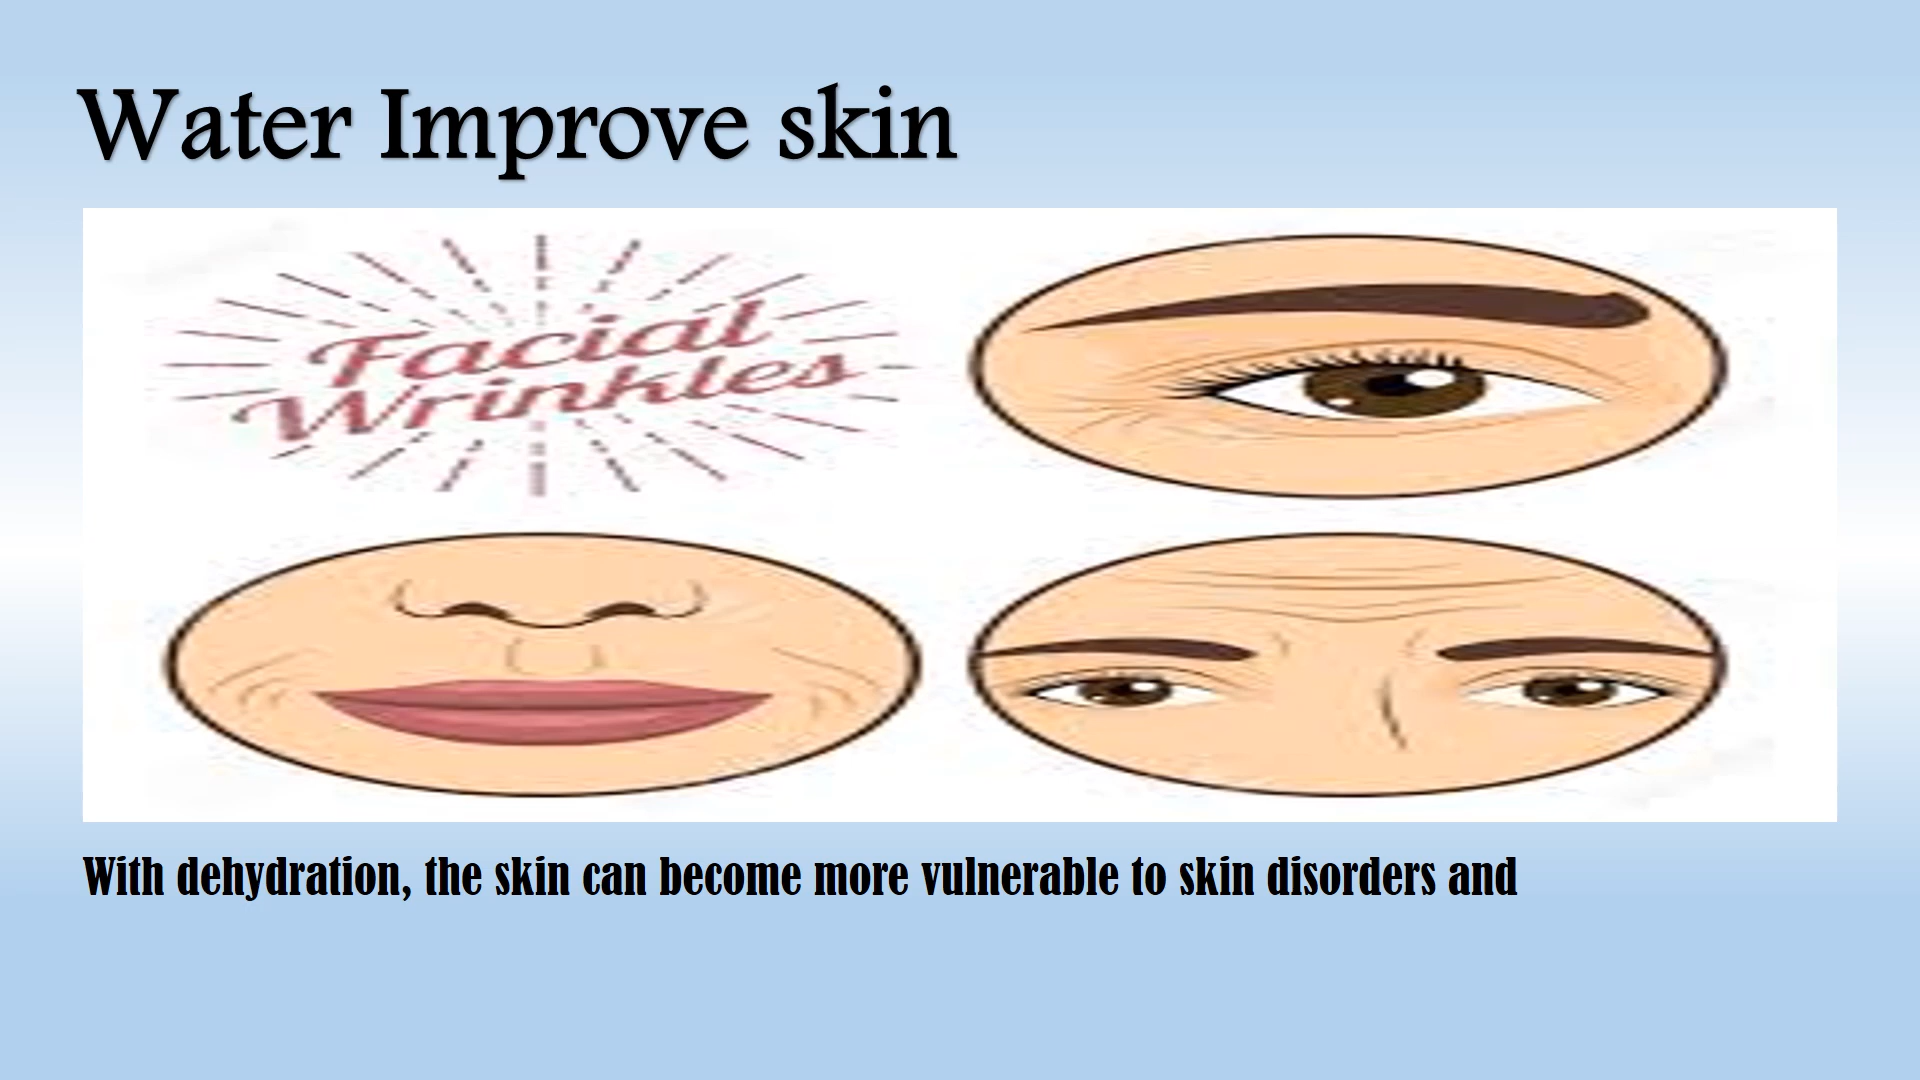 Water Improve skin
Facial
Wrinkles
With dehydration, the skin can become more vulnerable to skin disorders and